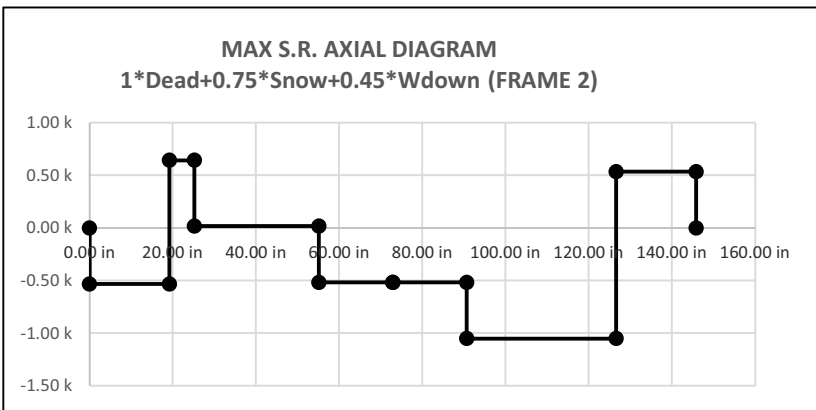 MAX S.R. AXIAL DIAGRAM
1*Dead+0.75*Snow+0.45*Wdown (FRAME 2)
1.00 k
0.50 k
0.00 k
0.00 in 20.00 in 40.00 in 60.00 in 80.00 in 100.00 in 120.00 in 140.00 in 160.00 in
-0.50 k
-1.00 k
-1.50 k